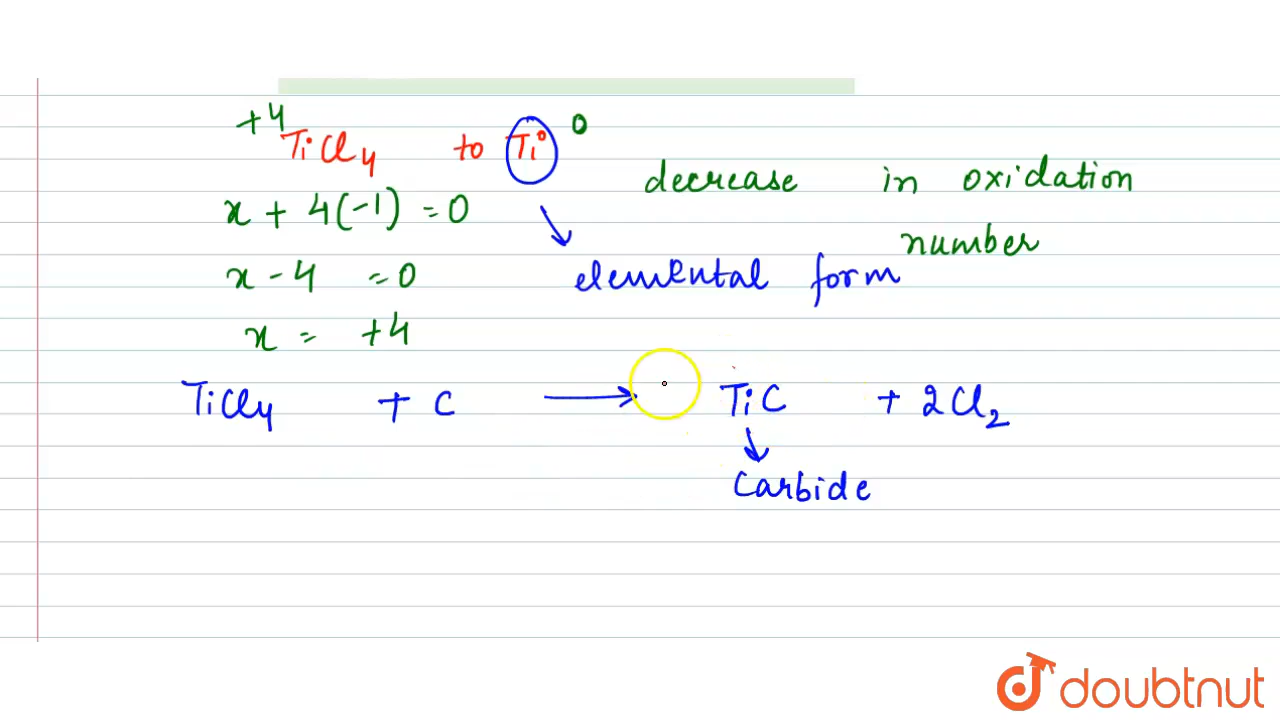 +4
TiCl4 to Ti° 0
x + 4(-1) = 0
decrease in oxidation
number
x - 4 = 0
elemental form
x = +4
TiCl4 + C → TiC + 2Cl2
Carbide
doubtnut